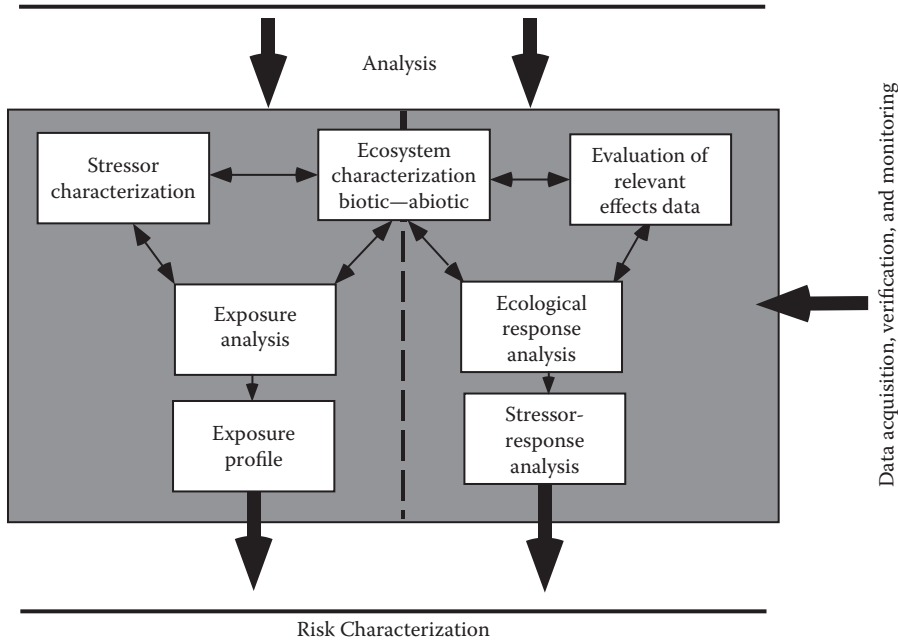 Analysis
Stressor
characterization
Ecosystem
characterization
biotic—abiotic
Evaluation of
relevant
effects data
Exposure
analysis
Ecological
response
analysis
Exposure
profile
Stressor-
response
analysis
Data acquisition, verification, and monitoring
Risk Characterization